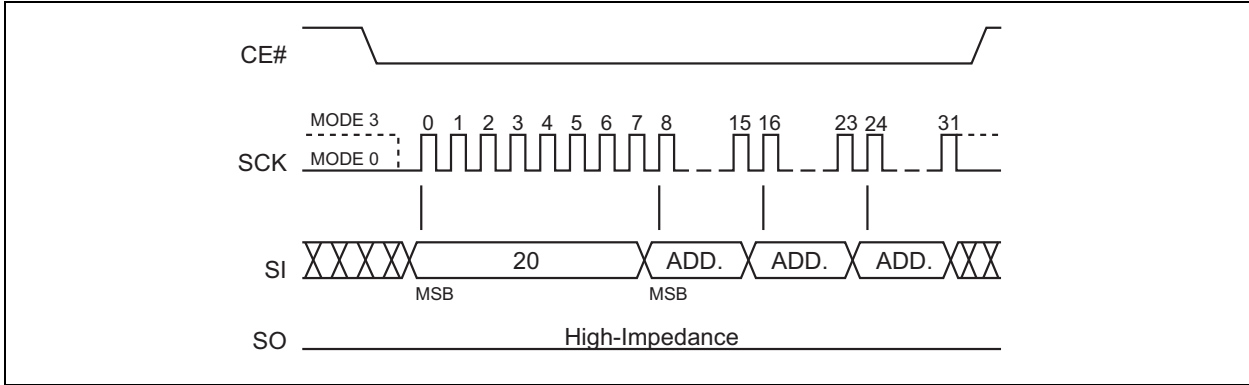 CE#
MODE 3
0 1 2 3 4 5 6 7 8 15 16 23 24 31
SCK
MODE 0
SI
20 ADD. ADD. ADD.
MSB MSB
SO
High-Impedance